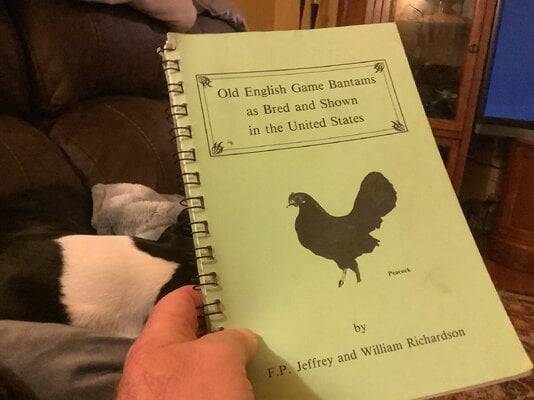 Old English Game Bantams
as Bred and Shown
in the United States
Peacock
by
F.P. Jeffrey and William Richardson